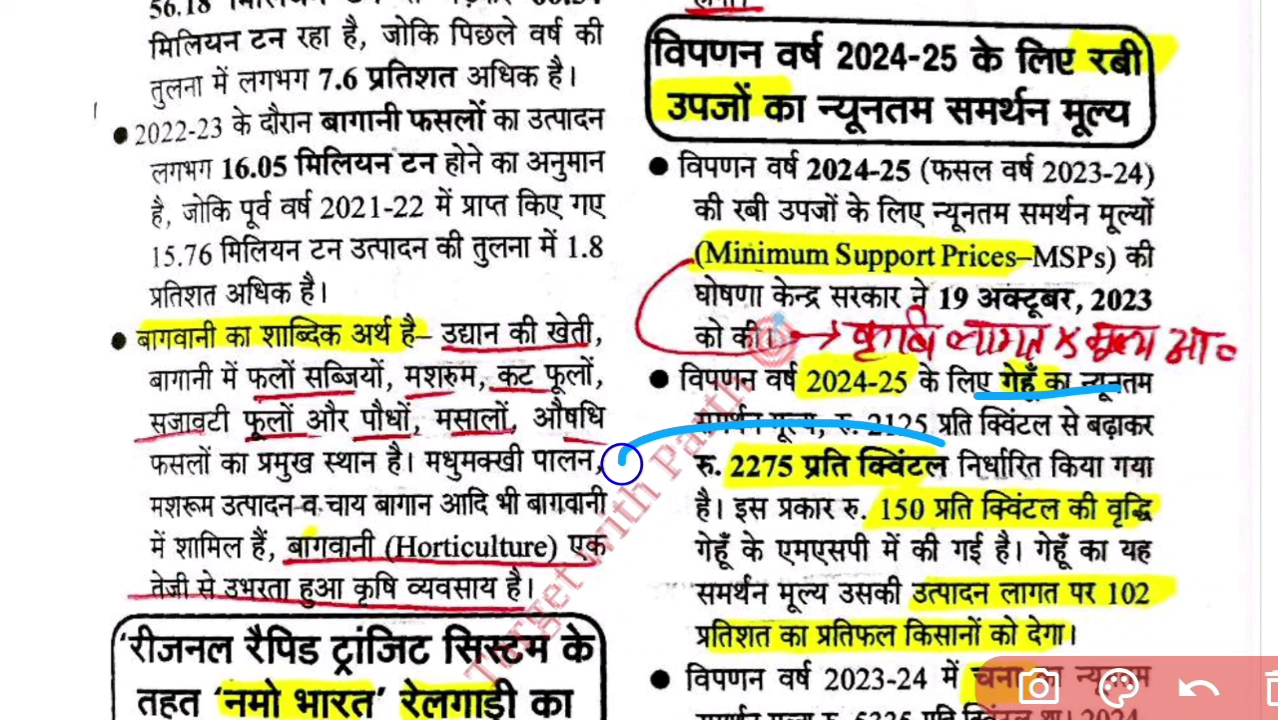 56.18 मिलियन टन
मिलियन टन रहा है, जोकि पिछले वर्ष की
तुलना में लगभग 7.6 प्रतिशत अधिक है।
● 2022-23 के दौरान बागानी फसलों का उत्पादन
लगभग 16.05 मिलियन टन होने का अनुमान
है, जोकि पूर्व वर्ष 2021-22 में प्राप्त किए गए
15.76 मिलियन टन उत्पादन की तुलना में 1.8
प्रतिशत अधिक है।
● बागवानी का शाब्दिक अर्थ है– उद्यान की खेती,
बागानी में फलों सब्जियों, मशरुम, कट फूलों,
सजावटी फूलों और पौधों, मसालों, औषधि
फसलों का प्रमुख स्थान है। मधुमक्खी पालन,
मशरूम उत्पादन व चाय बागान आदि भी बागवानी
में शामिल हैं, बागवानी (Horticulture) एक
तेजी से उभरता हुआ कृषि व्यवसाय है।
'रीजनल रैपिड ट्रांजिट सिस्टम के
तहत 'नमो भारत' रेलगाड़ी का
विपणन वर्ष 2024-25 के लिए रबी
उपजों का न्यूनतम समर्थन मूल्य
● विपणन वर्ष 2024-25 (फसल वर्ष 2023-24)
की रबी उपजों के लिए न्यूनतम समर्थन मूल्यों
(Minimum Support Prices–MSPs) की
घोषणा केन्द्र सरकार ने 19 अक्टूबर, 2023
को की। → कृषि लागत x मूल्य आ०
● विपणन वर्ष 2024-25 के लिए गेहूँ का न्यूनतम
समर्थन मूल्य, रु. 2125 प्रति क्विंटल से बढ़ाकर
रु. 2275 प्रति क्विंटल निर्धारित किया गया
है। इस प्रकार रु. 150 प्रति क्विंटल की वृद्धि
गेहूँ के एमएसपी में की गई है। गेहूँ का यह
समर्थन मूल्य उसकी उत्पादन लागत पर 102
प्रतिशत का प्रतिफल किसानों को देगा।
● विपणन वर्ष 2023-24 में चना का न्यूनतम
Target with Parth